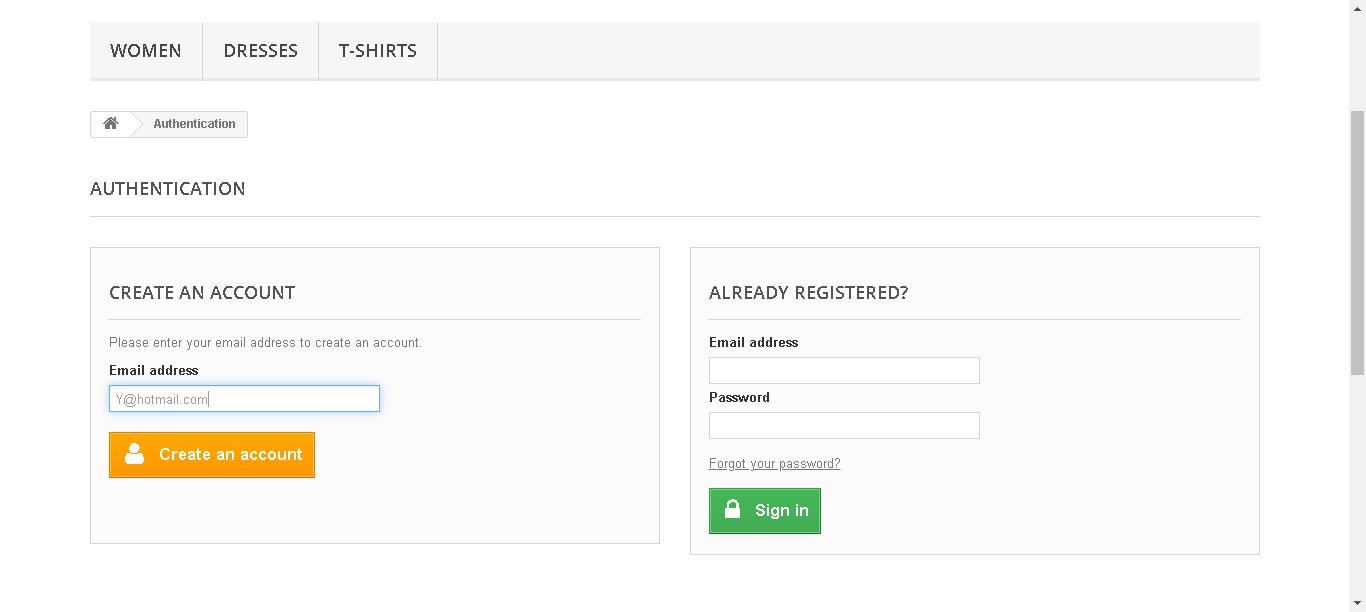 WOMEN DRESSES T-SHIRTS
Authentication
AUTHENTICATION
CREATE AN ACCOUNT
Please enter your email address to create an account.
Email address
Y@hotmail.com
Create an account
ALREADY REGISTERED?
Email address
Password
Forgot your password?
Sign in